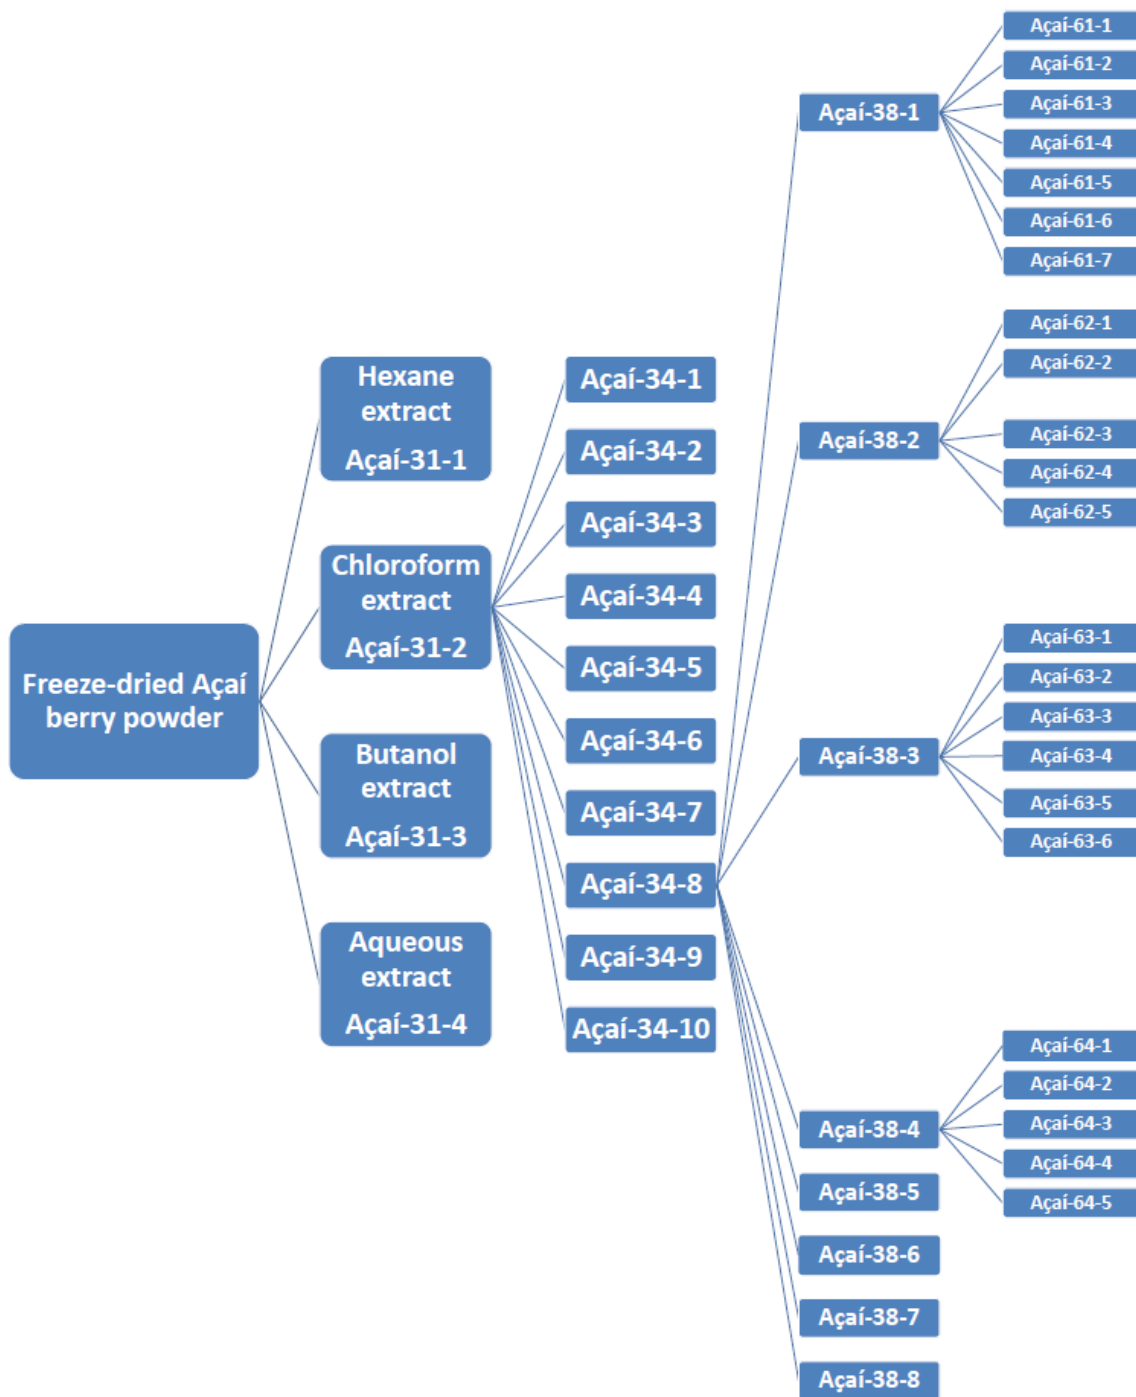 Freeze-dried Açaí
berry powder
Hexane
extract
Açaí-31-1
Chloroform
extract
Açaí-31-2
Butanol
extract
Açaí-31-3
Aqueous
extract
Açaí-31-4
Açaí-34-1
Açaí-34-2
Açaí-34-3
Açaí-34-4
Açaí-34-5
Açaí-34-6
Açaí-34-7
Açaí-34-8
Açaí-34-9
Açaí-34-10
Açaí-38-1
Açaí-38-2
Açaí-38-3
Açaí-38-4
Açaí-38-5
Açaí-38-6
Açaí-38-7
Açaí-38-8
Açaí-61-1
Açaí-61-2
Açaí-61-3
Açaí-61-4
Açaí-61-5
Açaí-61-6
Açaí-61-7
Açaí-62-1
Açaí-62-2
Açaí-62-3
Açaí-62-4
Açaí-62-5
Açaí-63-1
Açaí-63-2
Açaí-63-3
Açaí-63-4
Açaí-63-5
Açaí-63-6
Açaí-64-1
Açaí-64-2
Açaí-64-3
Açaí-64-4
Açaí-64-5